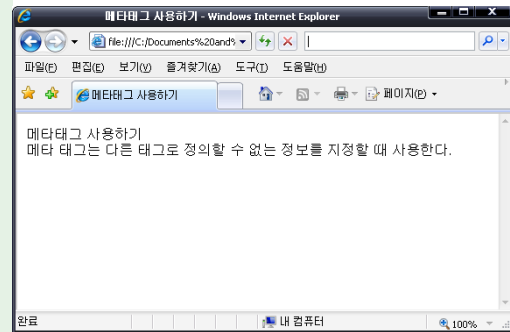 메타태그 사용하기 - Windows Internet Explorer
file:///C:/Documents%20and%
파일(F) 편집(E) 보기(V) 즐겨찾기(A) 도구(T) 도움말(H)
메타태그 사용하기 페이지(P)
메타태그 사용하기
메타 태그는 다른 태그로 정의할 수 없는 정보를 지정할 때 사용한다.
완료 내 컴퓨터 100%